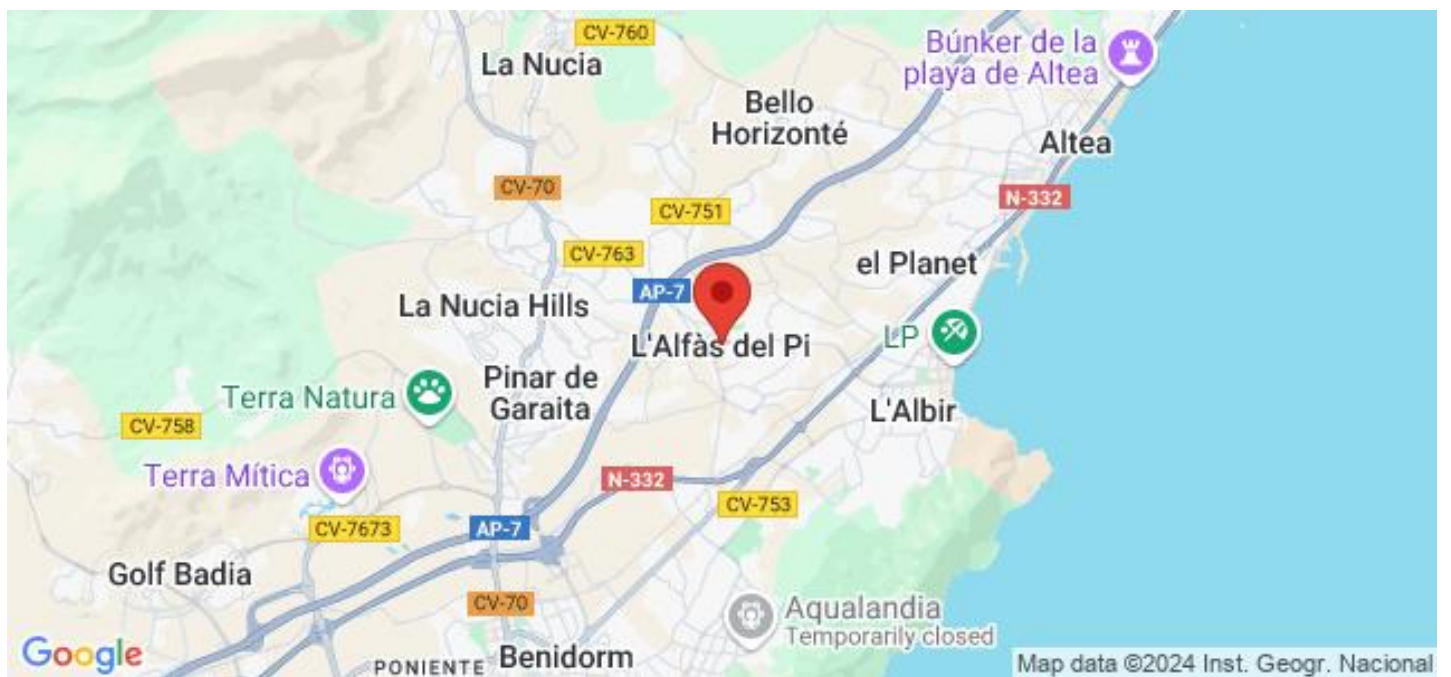 CV-760
La Nucia
Búnker de la
playa de Altea
Bello
Horizonté
Altea
CV-70
N-332
CV-751
CV-763
el Planet
AP-7
La Nucia Hills
L'Alfàs del Pi
LP
Pinar de
Garaita
Terra Natura
L'Albir
CV-758
Terra Mítica
N-332
CV-753
CV-7673
AP-7
Golf Badia
CV-70
Aqualandia
Temporarily closed
Google
PONIENTE
Benidorm
Map data ©2024 Inst. Geogr. Nacional